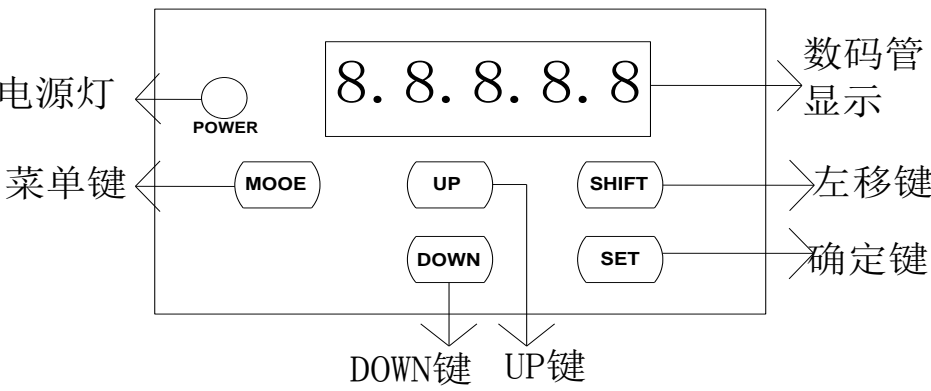 数码管
显示
8.8.8.8.8
电源灯
POWER
菜单键
MOOE
UP
SHIFT
左移键
DOWN
SET
确定键
DOWN键
UP键